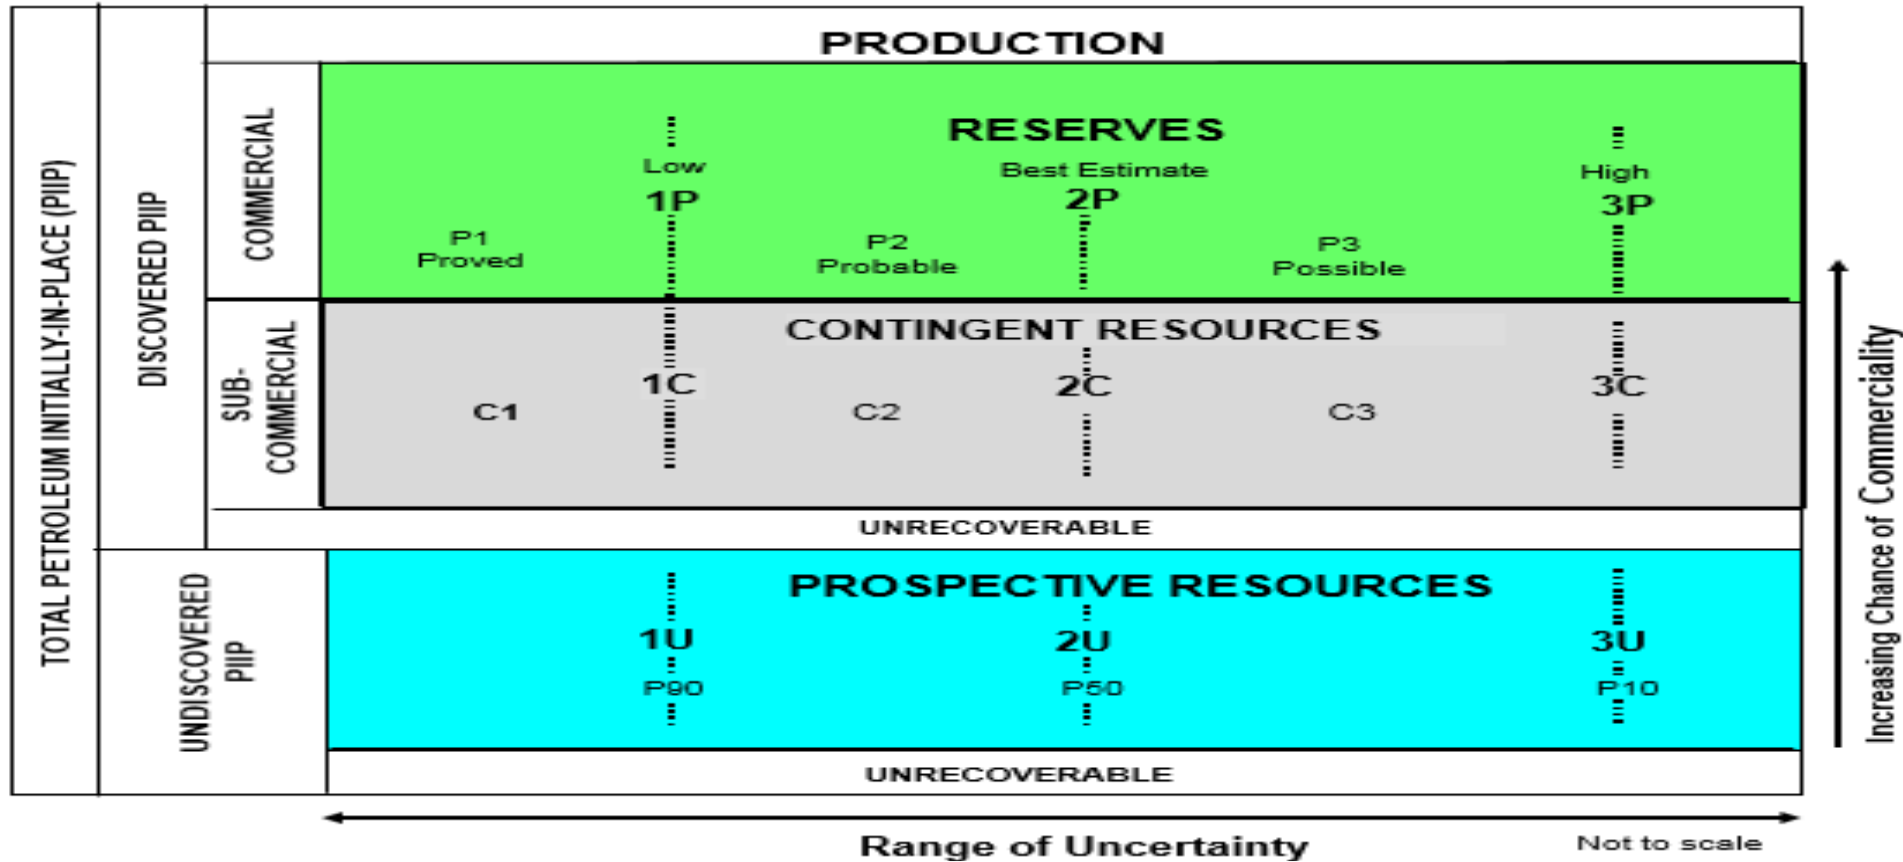 PRODUCTION
TOTAL PETROLEUM INITIALLY-IN-PLACE (PIIP)
DISCOVERED PIIP
COMMERCIAL
RESERVES
Low
Best Estimate
High
1P
2P
3P
P1
Proved
P2
Probable
P3
Possible
SUB-
COMMERCIAL
CONTINGENT RESOURCES
1C
2C
3C
C1
C2
C3
UNRECOVERABLE
UNDISCOVERED
PIIP
PROSPECTIVE RESOURCES
1U
2U
3U
P90
P50
P10
UNRECOVERABLE
Increasing Chance of Commerciality
Range of Uncertainty
Not to scale